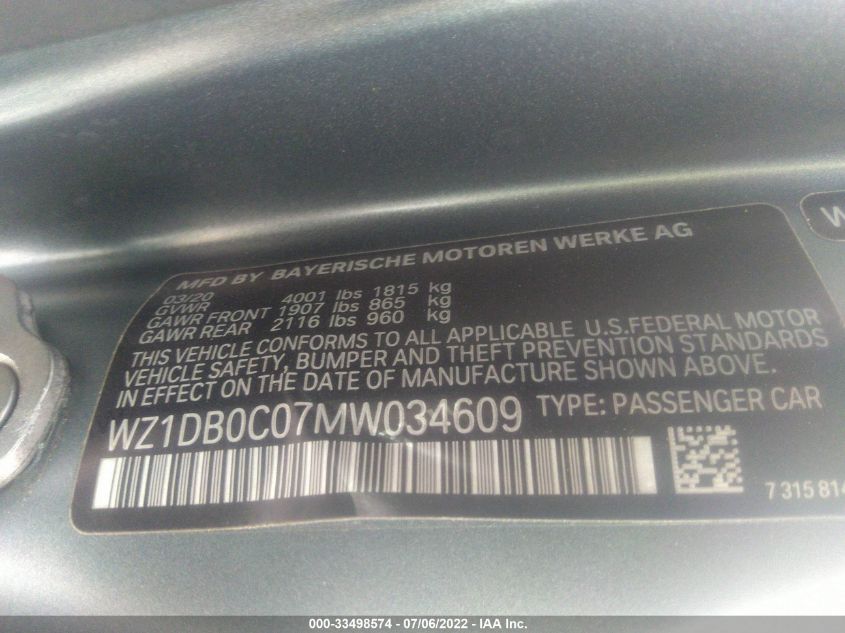 MFD BY BAYERISCHE MOTOREN WERKE AG
03/20
GVWR 4001 lbs 1815 kg
GAWR FRONT 1907 lbs 865 kg
GAWR REAR 2116 lbs 960 kg
THIS VEHICLE CONFORMS TO ALL APPLICABLE U.S.FEDERAL MOTOR
VEHICLE SAFETY, BUMPER AND THEFT PREVENTION STANDARDS
IN EFFECT ON THE DATE OF MANUFACTURE SHOWN ABOVE.
WZ1DB0C07MW034609 TYPE: PASSENGER CAR
7 315 814
W
000-33498574 - 07/06/2022 - IAA Inc.